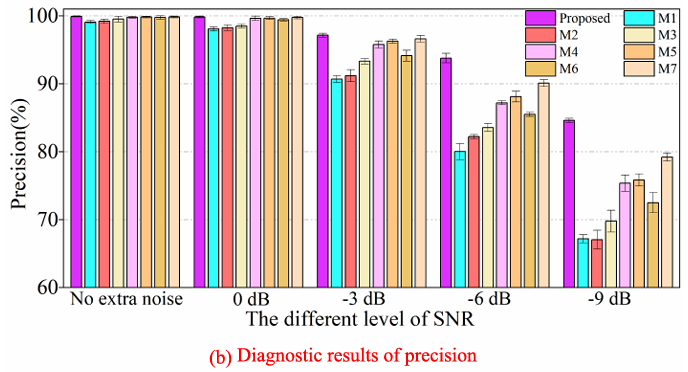 100
90
80
70
60
Precision(%)
Proposed M1
M2 M3
M4 M5
M6 M7
No extra noise 0 dB -3 dB -6 dB -9 dB
The different level of SNR
(b) Diagnostic results of precision